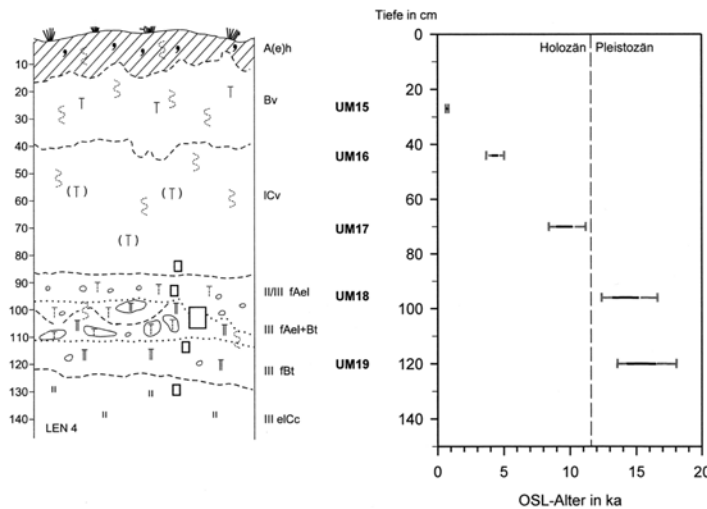 10
20
30
40
50
60
70
80
90
100
110
120
130
140
LEN 4
A(e)h
Bv
lCv
II/III fAel
III fAel+Bt
III fBt
III elCc
T T T
(T) (T)
(T)
UM15
UM16
UM17
UM18
UM19
Tiefe in cm
0
20
40
60
80
100
120
140
Holozän Pleistozän
0 5 10 15 20
OSL-Alter in ka